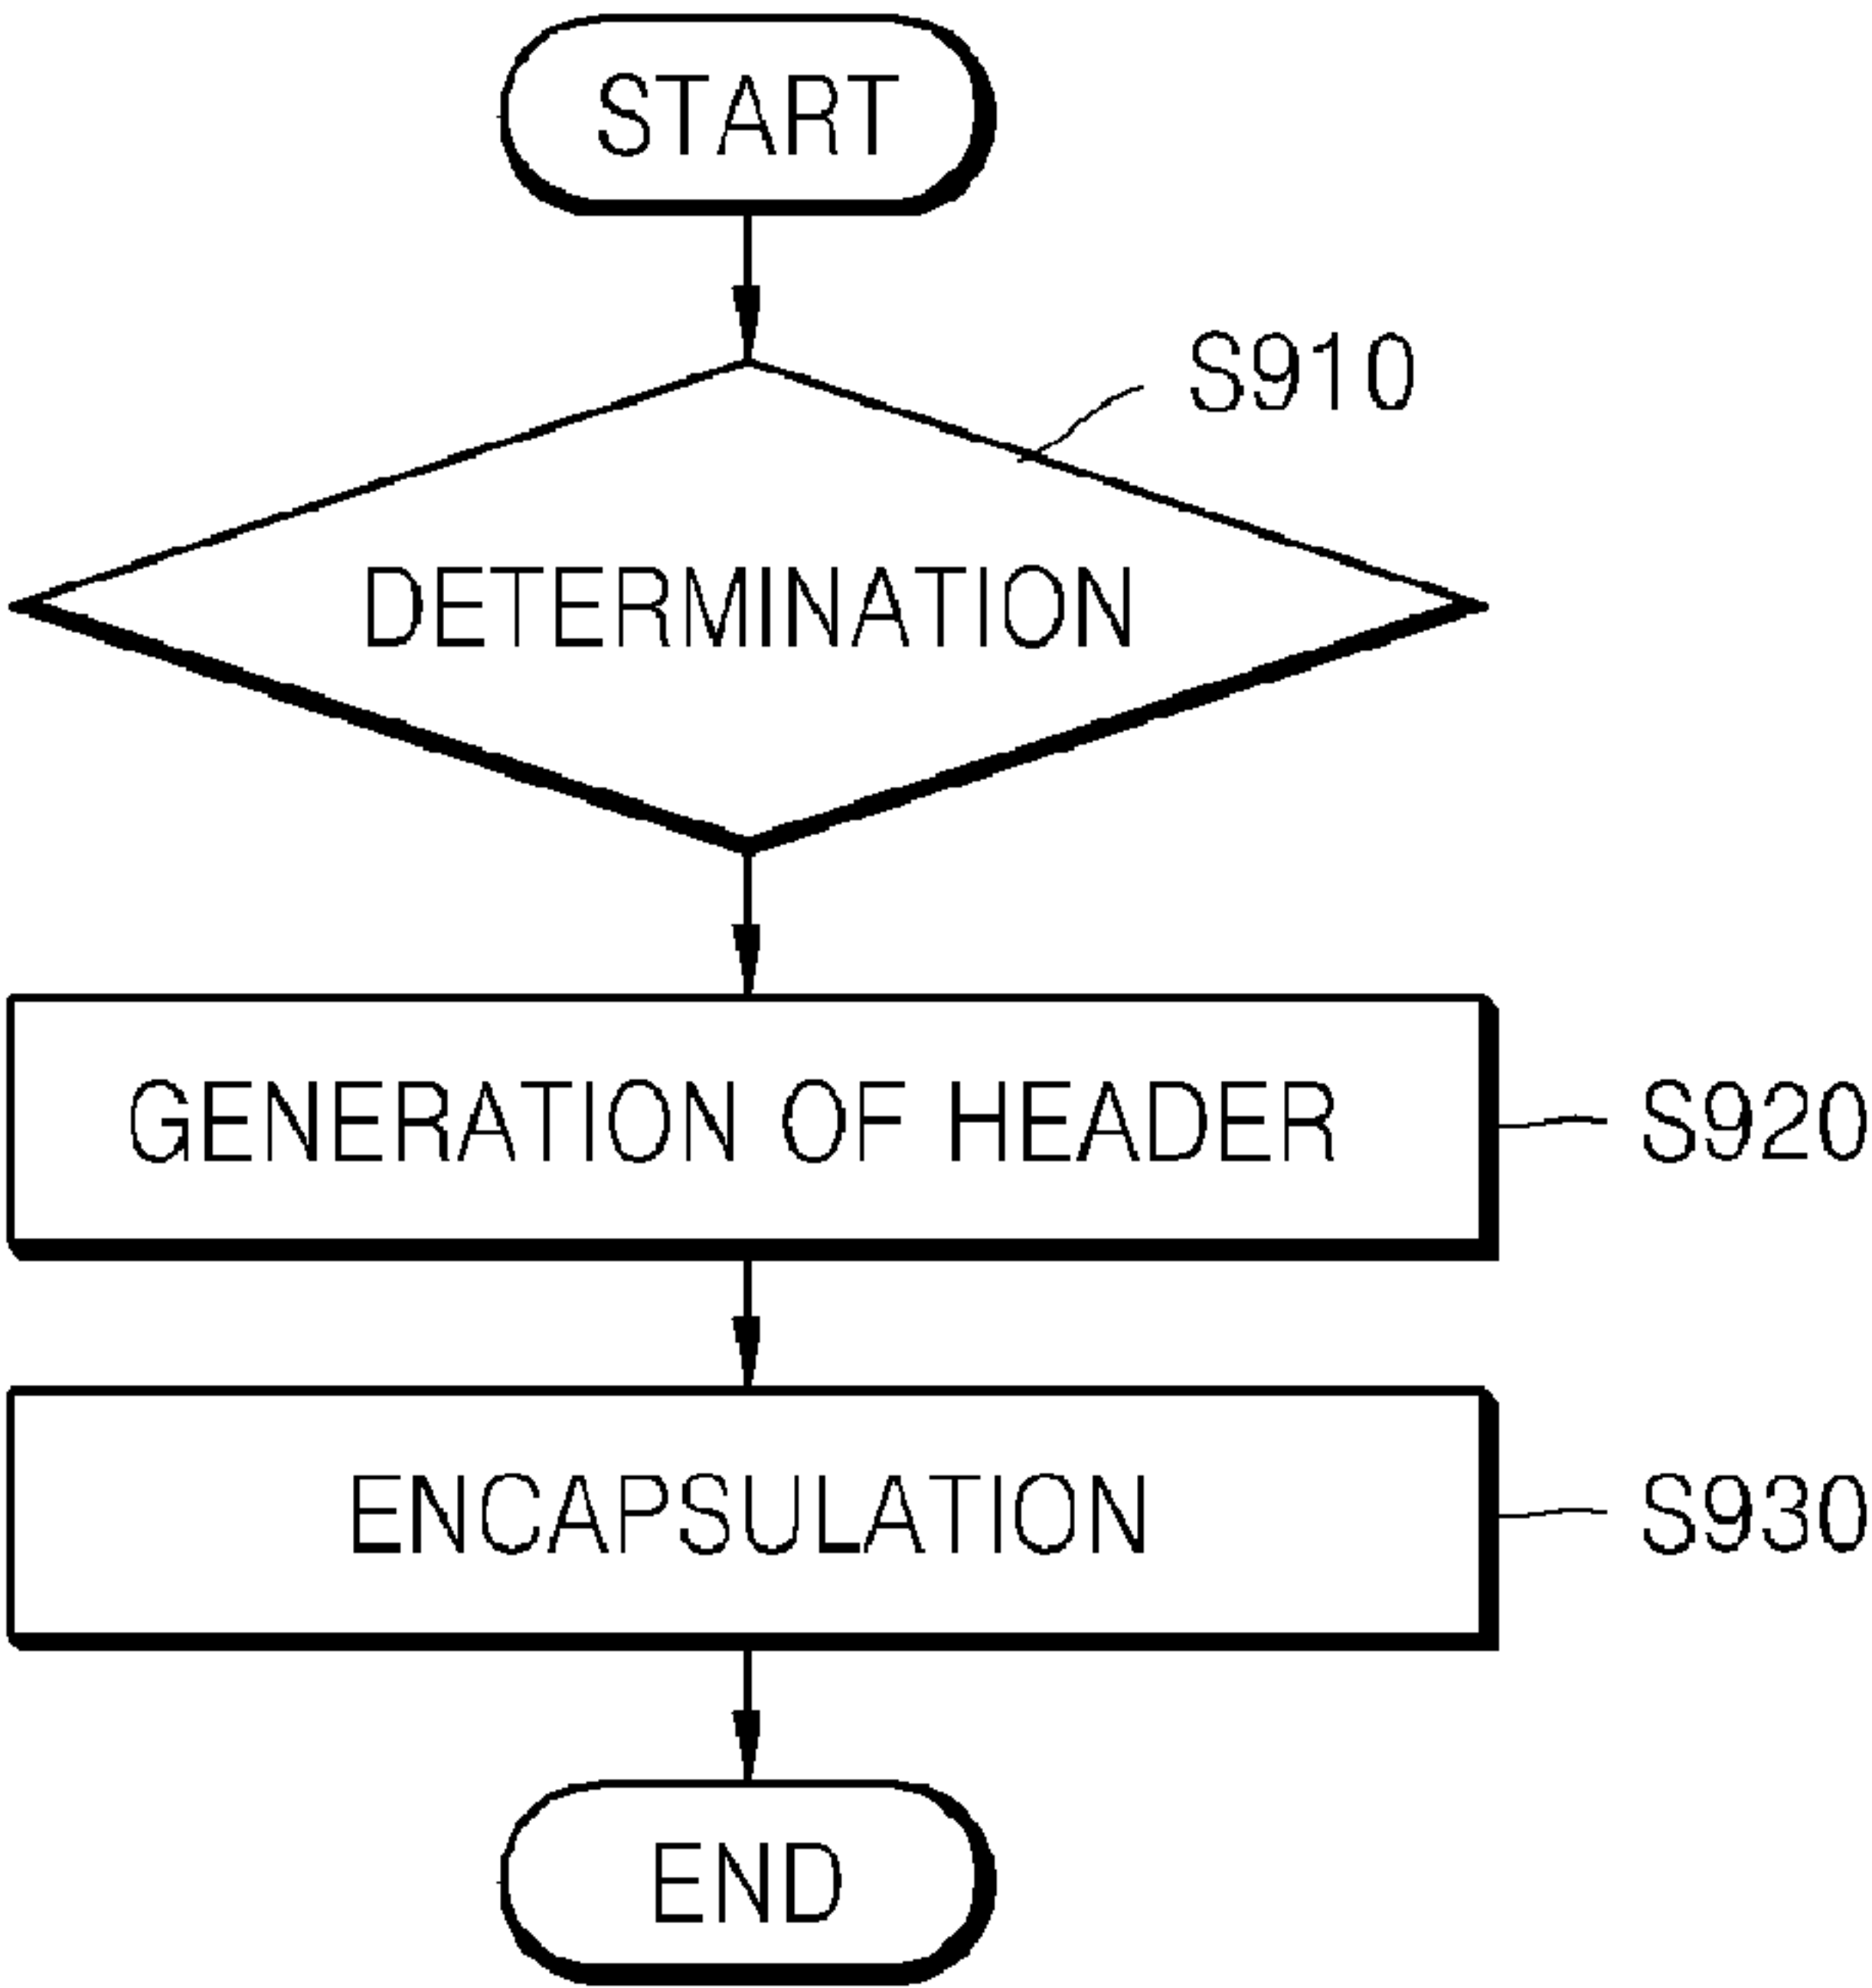 START
S910
DETERMINATION
GENERATION OF HEADER
S920
ENCAPSULATION
S930
END